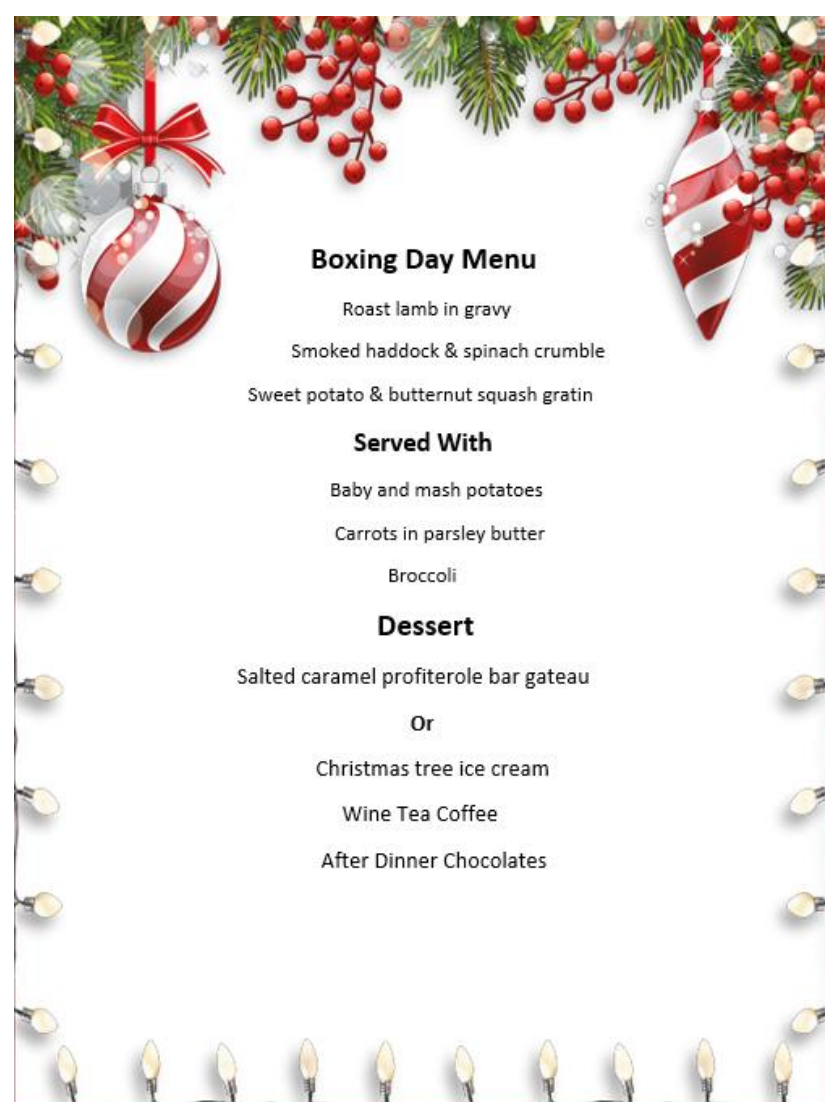 Boxing Day Menu
Roast lamb in gravy
Smoked haddock & spinach crumble
Sweet potato & butternut squash gratin
Served With
Baby and mash potatoes
Carrots in parsley butter
Broccoli
Dessert
Salted caramel profiterole bar gateau
Or
Christmas tree ice cream
Wine Tea Coffee
After Dinner Chocolates